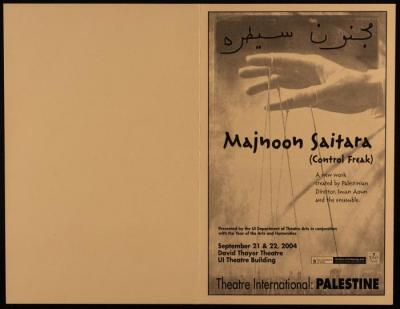 مجنون سيطره
Majnoon Saitara
(Control Freak)
A new work
created by Palestinian
Director, Iman Aoun
and the ensemble.
Presented by the UI Department of Theatre Arts in conjunction
with the Year of the Arts and Humanities
September 21 & 22, 2004
David Thayer Theatre
UI Theatre Building
Theatre International: PALESTINE